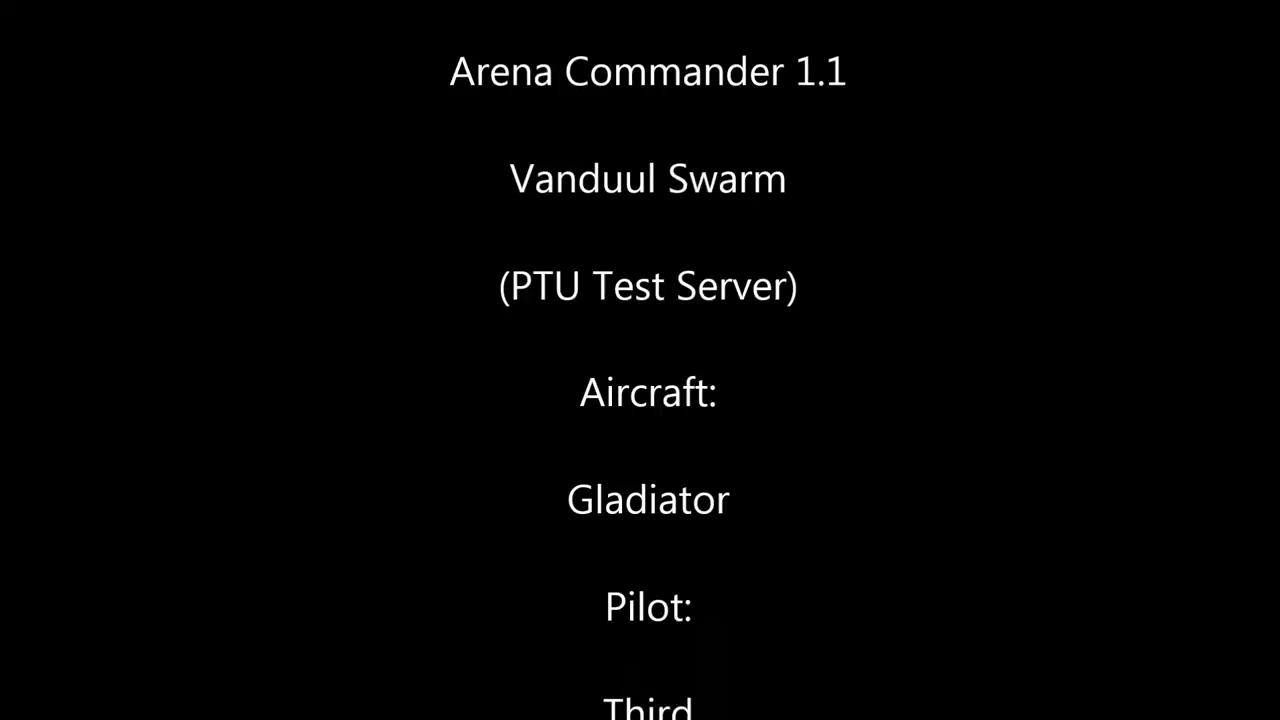 Arena Commander 1.1
Vanduul Swarm
(PTU Test Server)
Aircraft:
Gladiator
Pilot:
Third